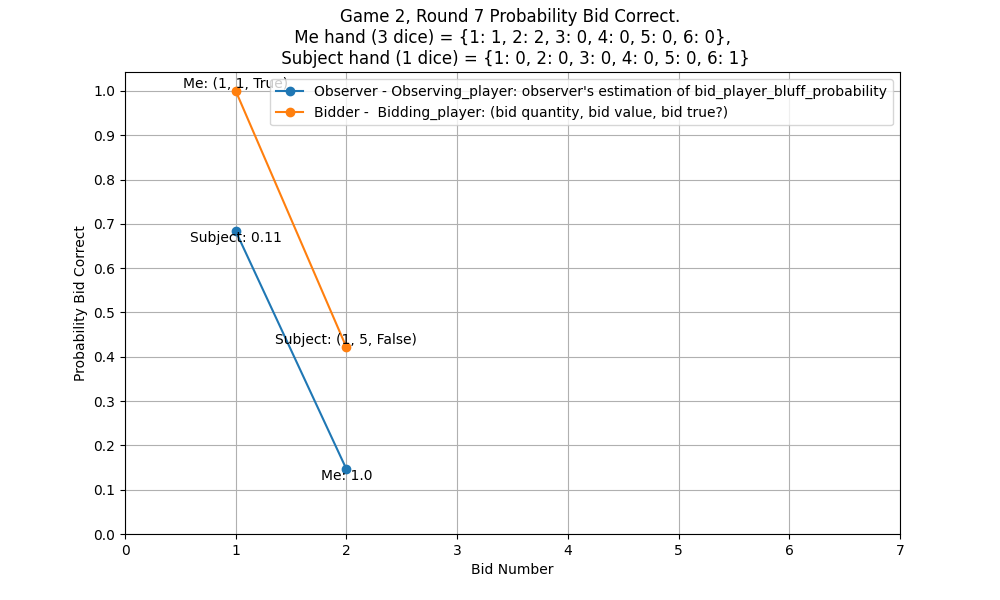 Game 2, Round 7 Probability Bid Correct.
Me hand (3 dice) = {1: 1, 2: 2, 3: 0, 4: 0, 5: 0, 6: 0},
Subject hand (1 dice) = {1: 0, 2: 0, 3: 0, 4: 0, 5: 0, 6: 1}
Me: (1, 1, True)
Observer - Observing_player: observer's estimation of bid_player_bluff_probability
Bidder -  Bidding_player: (bid quantity, bid value, bid true?)
Subject: 0.11
Subject: (1, 5, False)
Me: 1.0
Probability Bid Correct
1.0
0.9
0.8
0.7
0.6
0.5
0.4
0.3
0.2
0.1
0.0
0 1 2 3 4 5 6 7
Bid Number